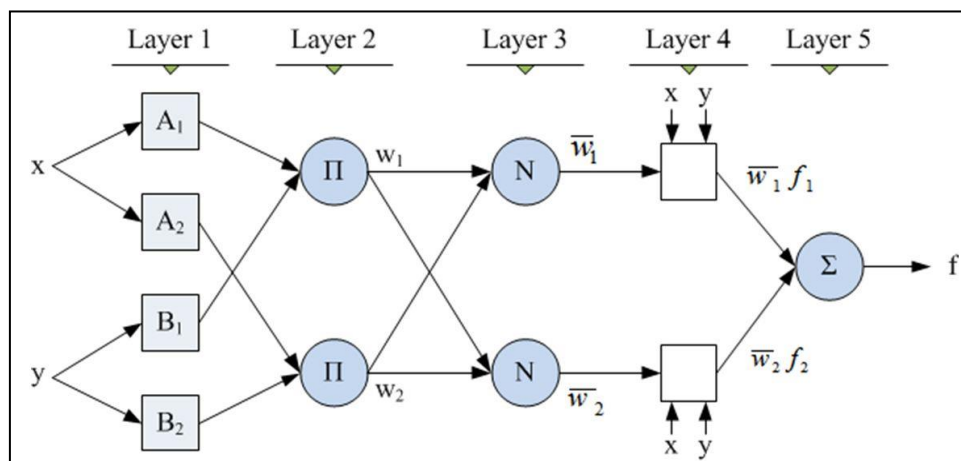 Layer 1 Layer 2 Layer 3 Layer 4 Layer 5
x y
A₁
w₁ w̅₁
Π N
x
w̅₁ f₁
A₂
Σ f
B₁
w̅₂ f₂
y
Π N
w₂ w̅₂
B₂
x y